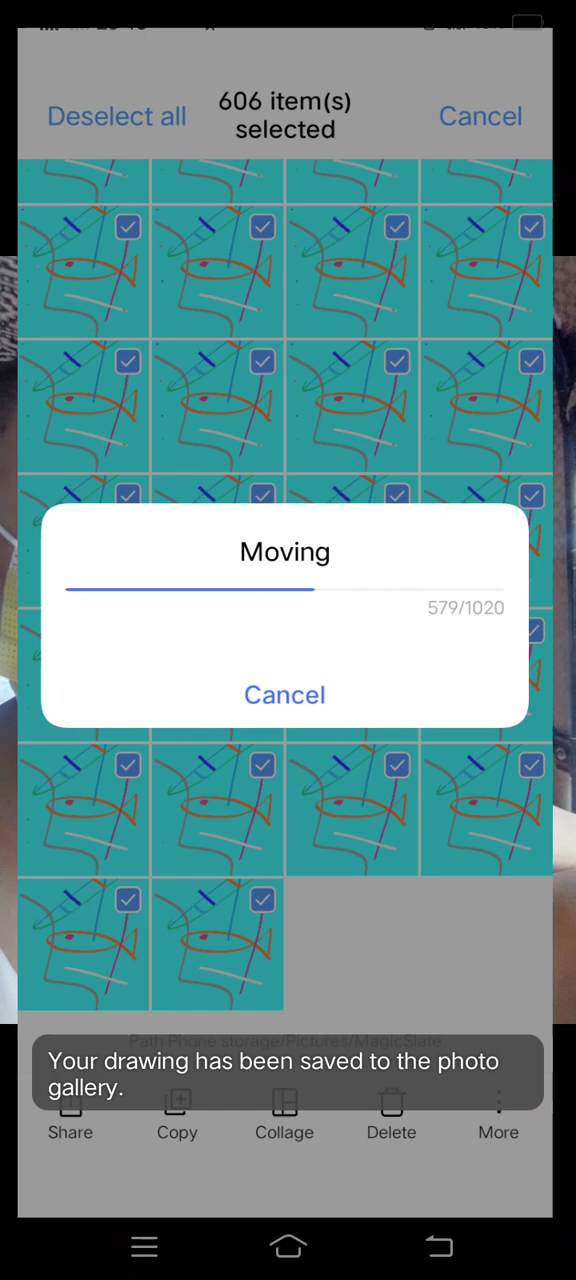 Deselect all
606 item(s)
selected
Cancel
Moving
579/1020
Cancel
Path Phone storage/Pictures/MagicSlate
Your drawing has been saved to the photo
gallery.
Share
Copy
Collage
Delete
More